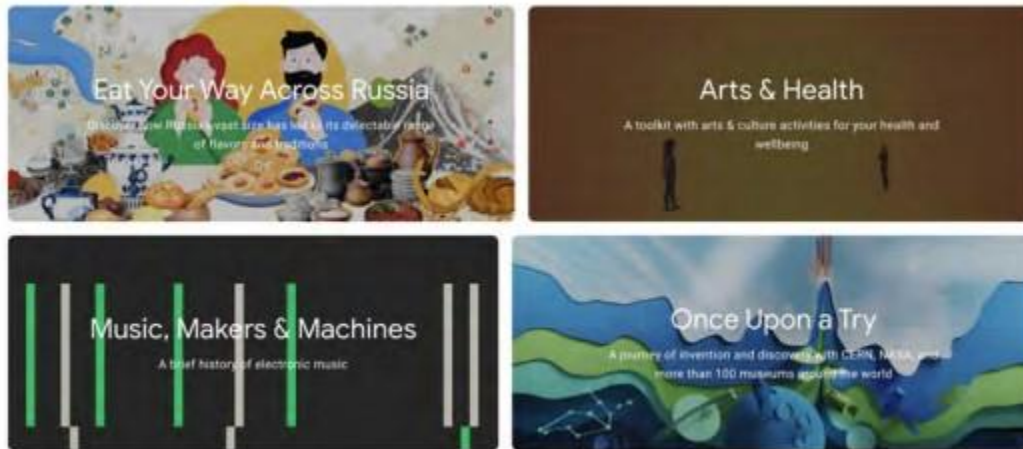 Eat Your Way Across Russia
Discover how Russia's vast size has led to its delectable range
of flavors and traditions
Arts & Health
A toolkit with arts & culture activities for your health and
wellbeing
Music, Makers & Machines
A brief history of electronic music
Once Upon a Try
A journey of invention and discovery with CERN, NASA, and
more than 100 museums around the world